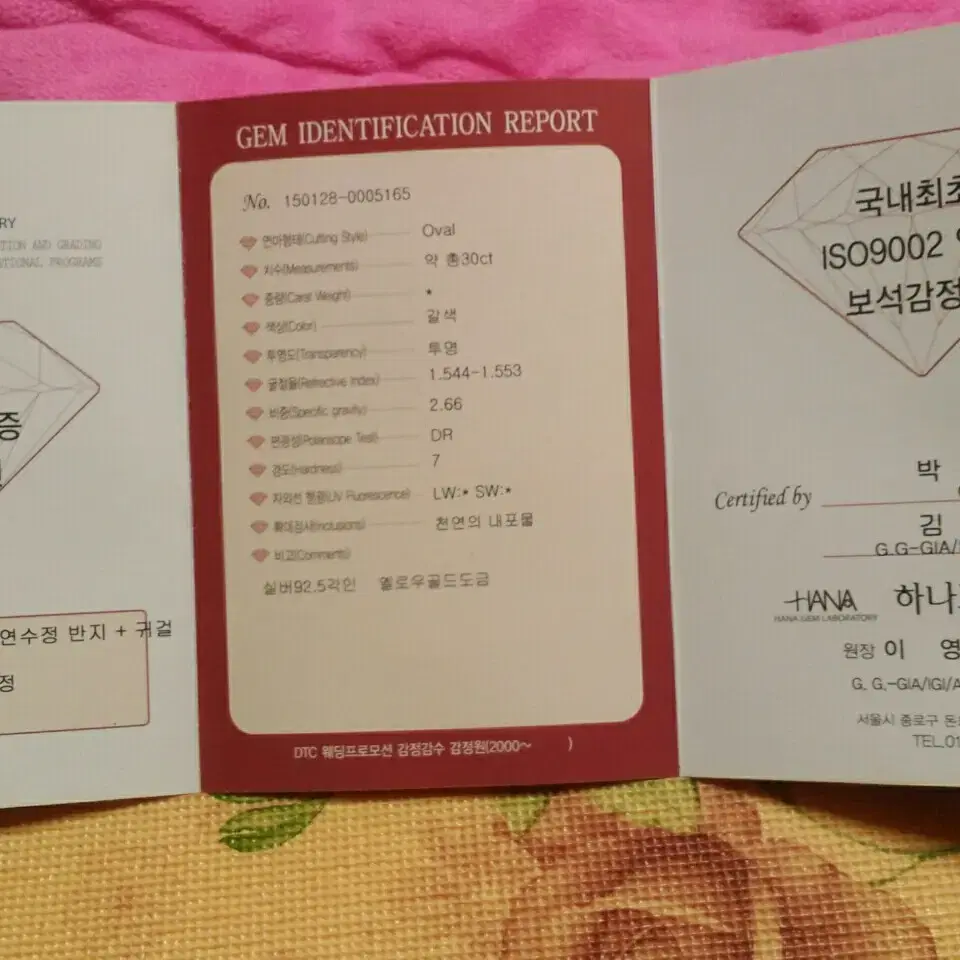 RY
TION AND GRADING
TIONAL PROGRAMS
증
연수정 반지 + 귀걸
정
GEM IDENTIFICATION REPORT
No. 150128-0005165
연마형태(Cutting Style) Oval
치수(Measurements) 약 총30ct
중량(Carat Weight) *
색상(Color) 갈색
투명도(Transparency) 투명
굴절율(Refractive Index) 1.544-1.553
비중(Specific gravity) 2.66
편광성(Polariscope Test) DR
경도(Hardness) 7
자외선 형광(UV Fluorescence) LW:* SW:*
확대검사(Inclusions) 천연의 내포물
비고(Comments)
실버92.5각인 옐로우골드도금
DTC 웨딩프로모션 감정감수 감정원(2000~ )
국내최초
ISO9002
보석감정
Certified by 박
김
G.G-GIA/
HANA 하나
HANA GEM LABORATORY
원장 이 영
G. G.-GIA/IGI/A
서울시 종로구 돈
TEL.01